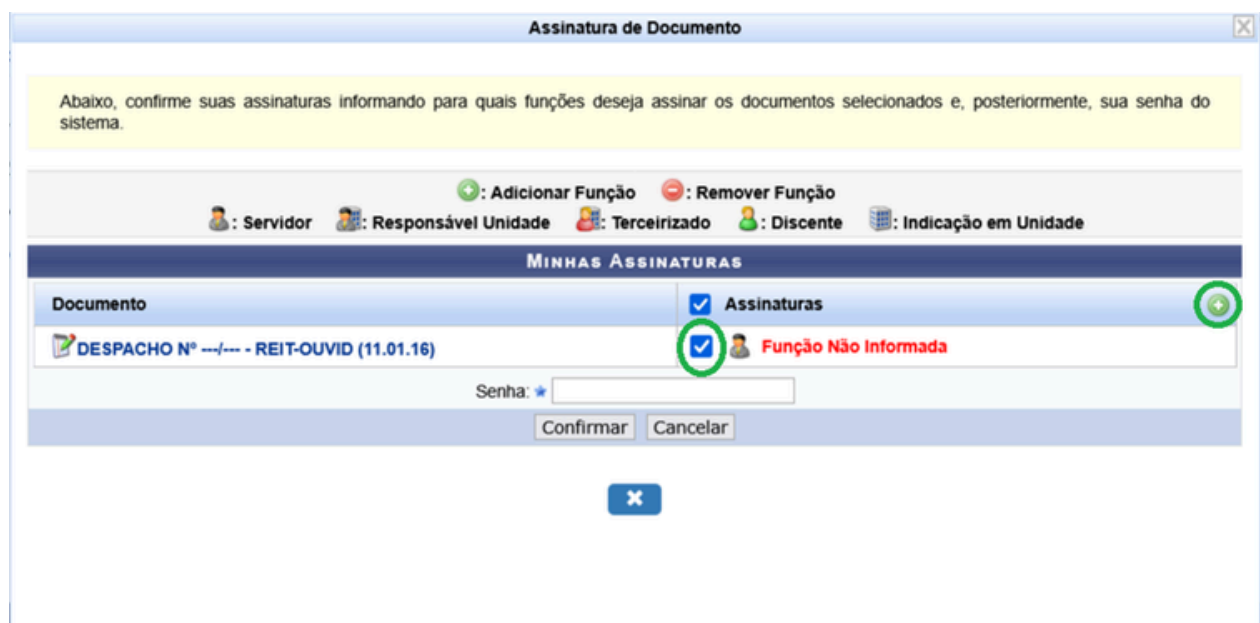 Assinatura de Documento
Abaixo, confirme suas assinaturas informando para quais funções deseja assinar os documentos selecionados e, posteriormente, sua senha do
sistema.
: Adicionar Função : Remover Função
: Servidor : Responsável Unidade : Terceirizado : Discente : Indicação em Unidade
MINHAS ASSINATURAS
Documento Assinaturas
DESPACHO Nº ---/--- - REIT-OUVID (11.01.16) Função Não Informada
Senha:
Confirmar Cancelar